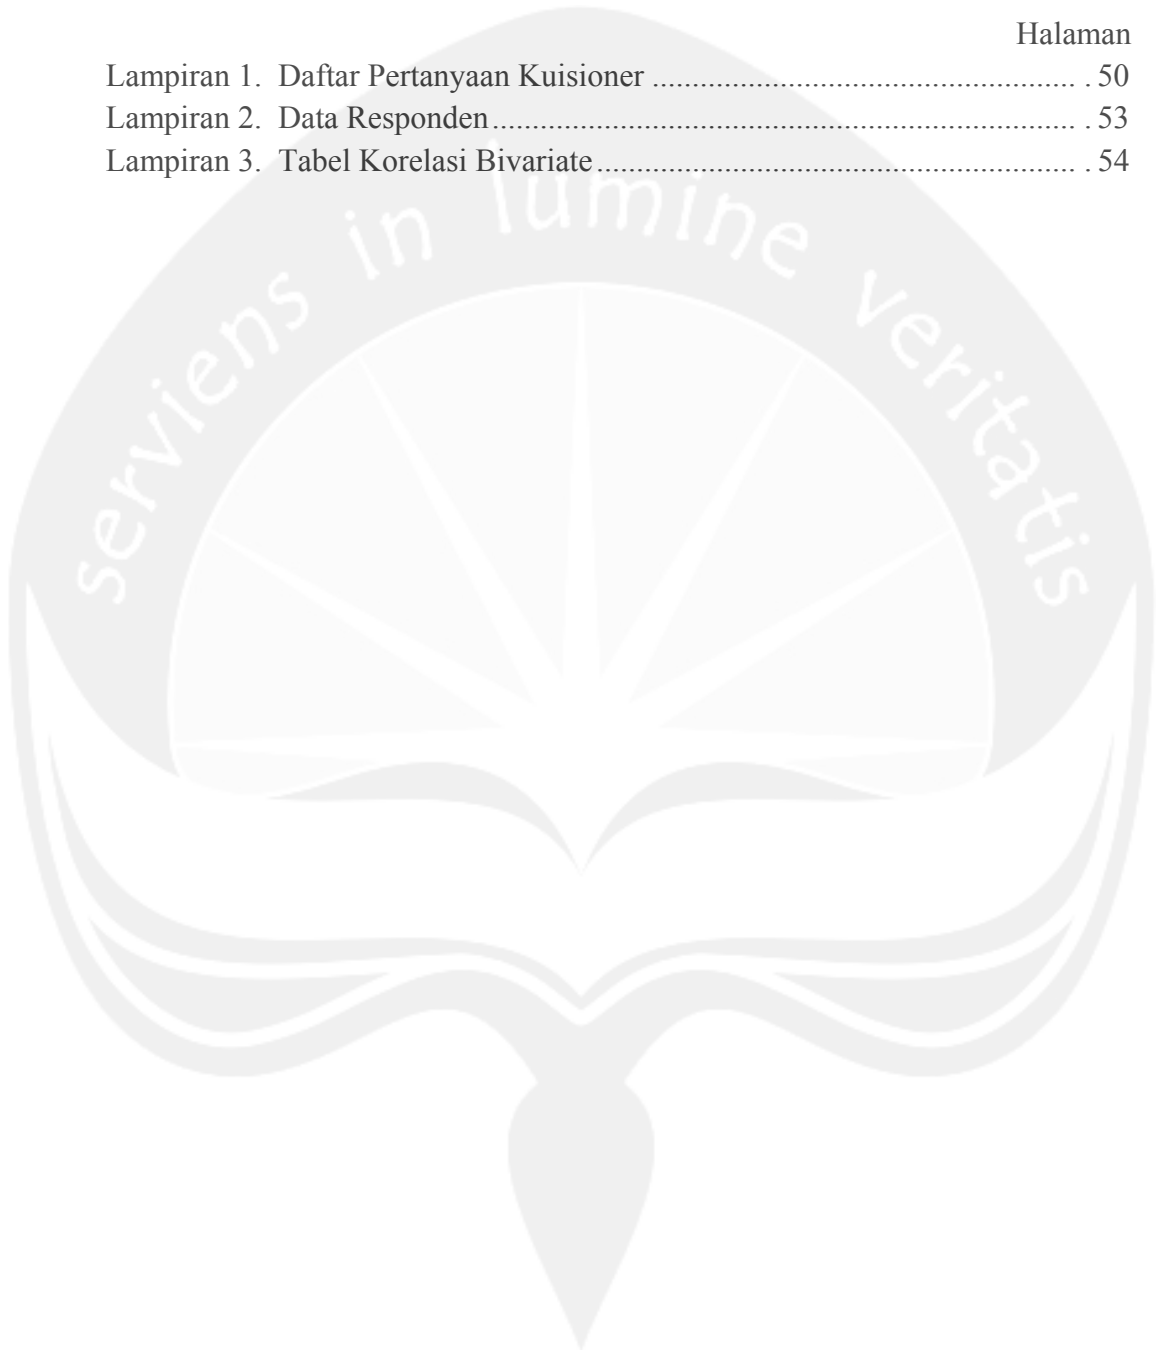 Halaman
Lampiran 1. Daftar Pertanyaan Kuisioner ..................................................... . 50
Lampiran 2. Data Responden......................................................................... . 53
Lampiran 3. Tabel Korelasi Bivariate............................................................ . 54
serviens in lumine veritatis